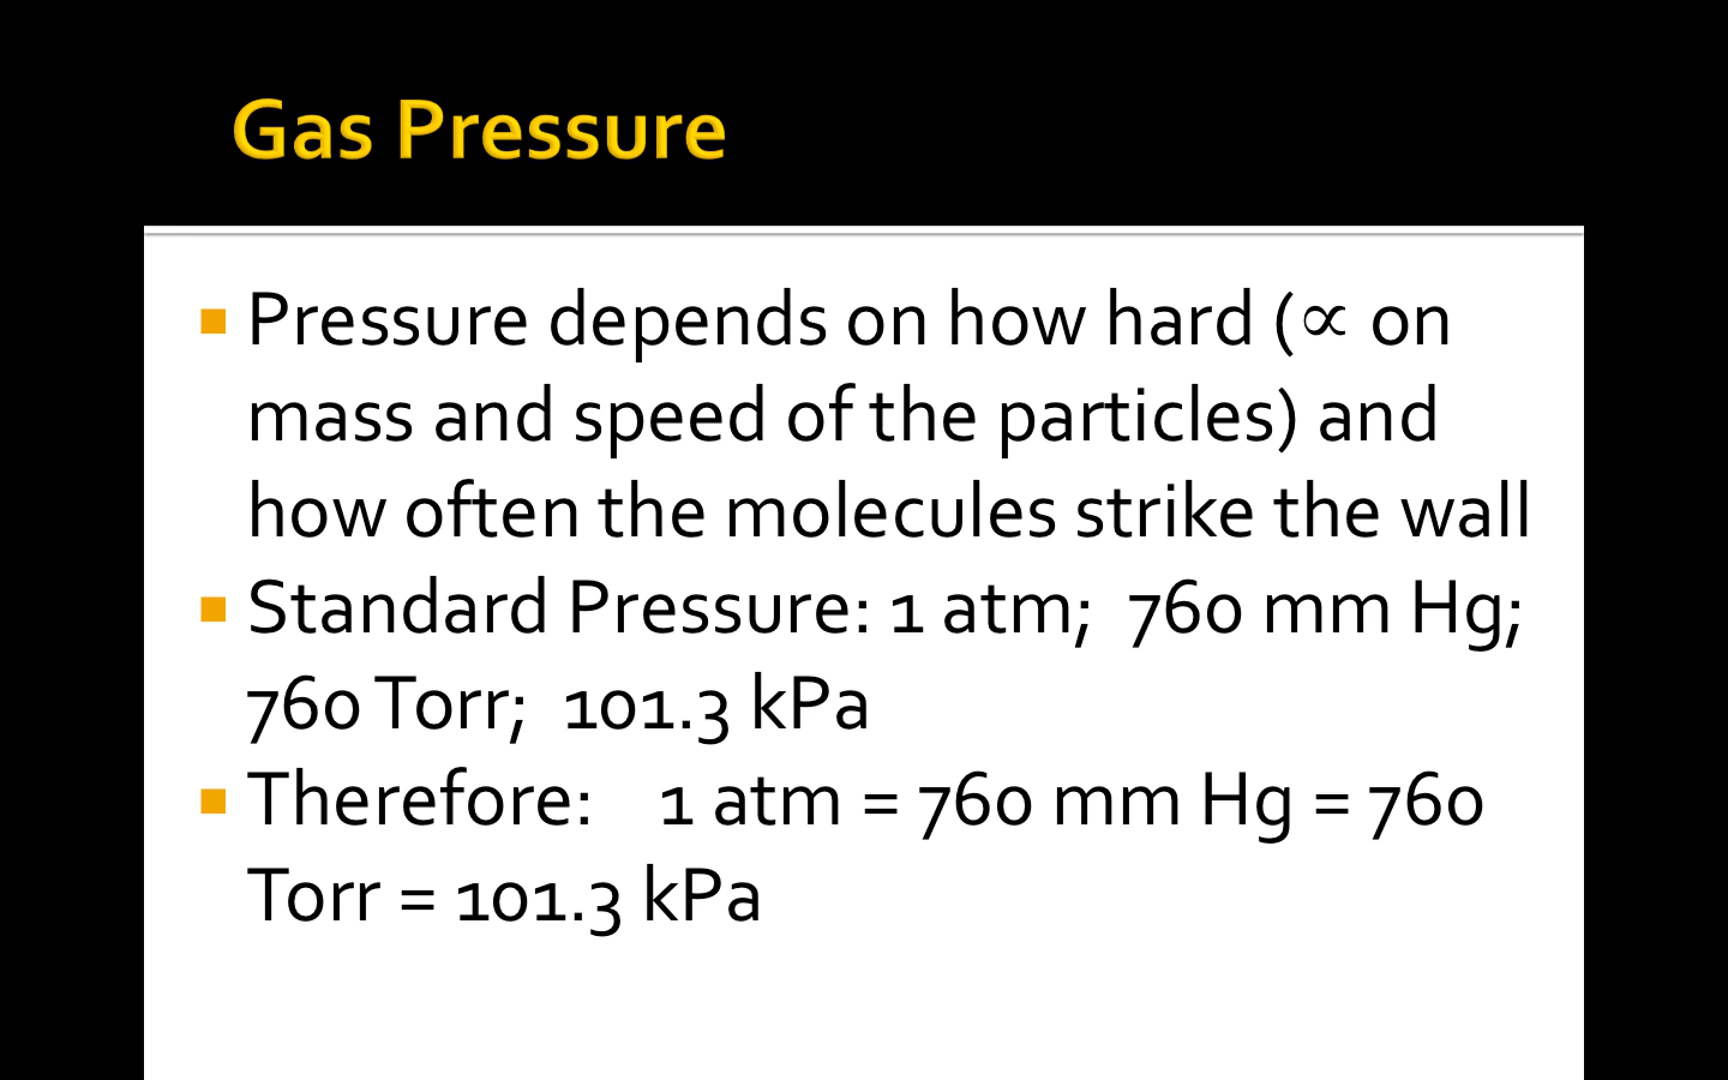 Gas Pressure
Pressure depends on how hard (∝ on
mass and speed of the particles) and
how often the molecules strike the wall
Standard Pressure: 1 atm;  760 mm Hg;
760 Torr;  101.3 kPa
Therefore:    1 atm = 760 mm Hg = 760
Torr = 101.3 kPa